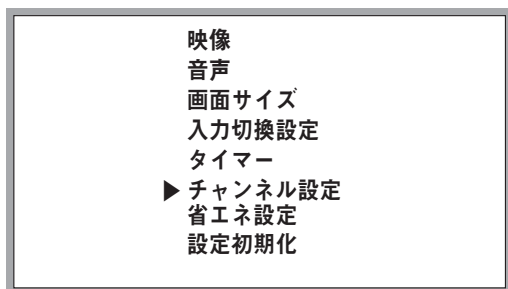 映像
音声
画面サイズ
入力切換設定
タイマー
▶チャンネル設定
省エネ設定
設定初期化